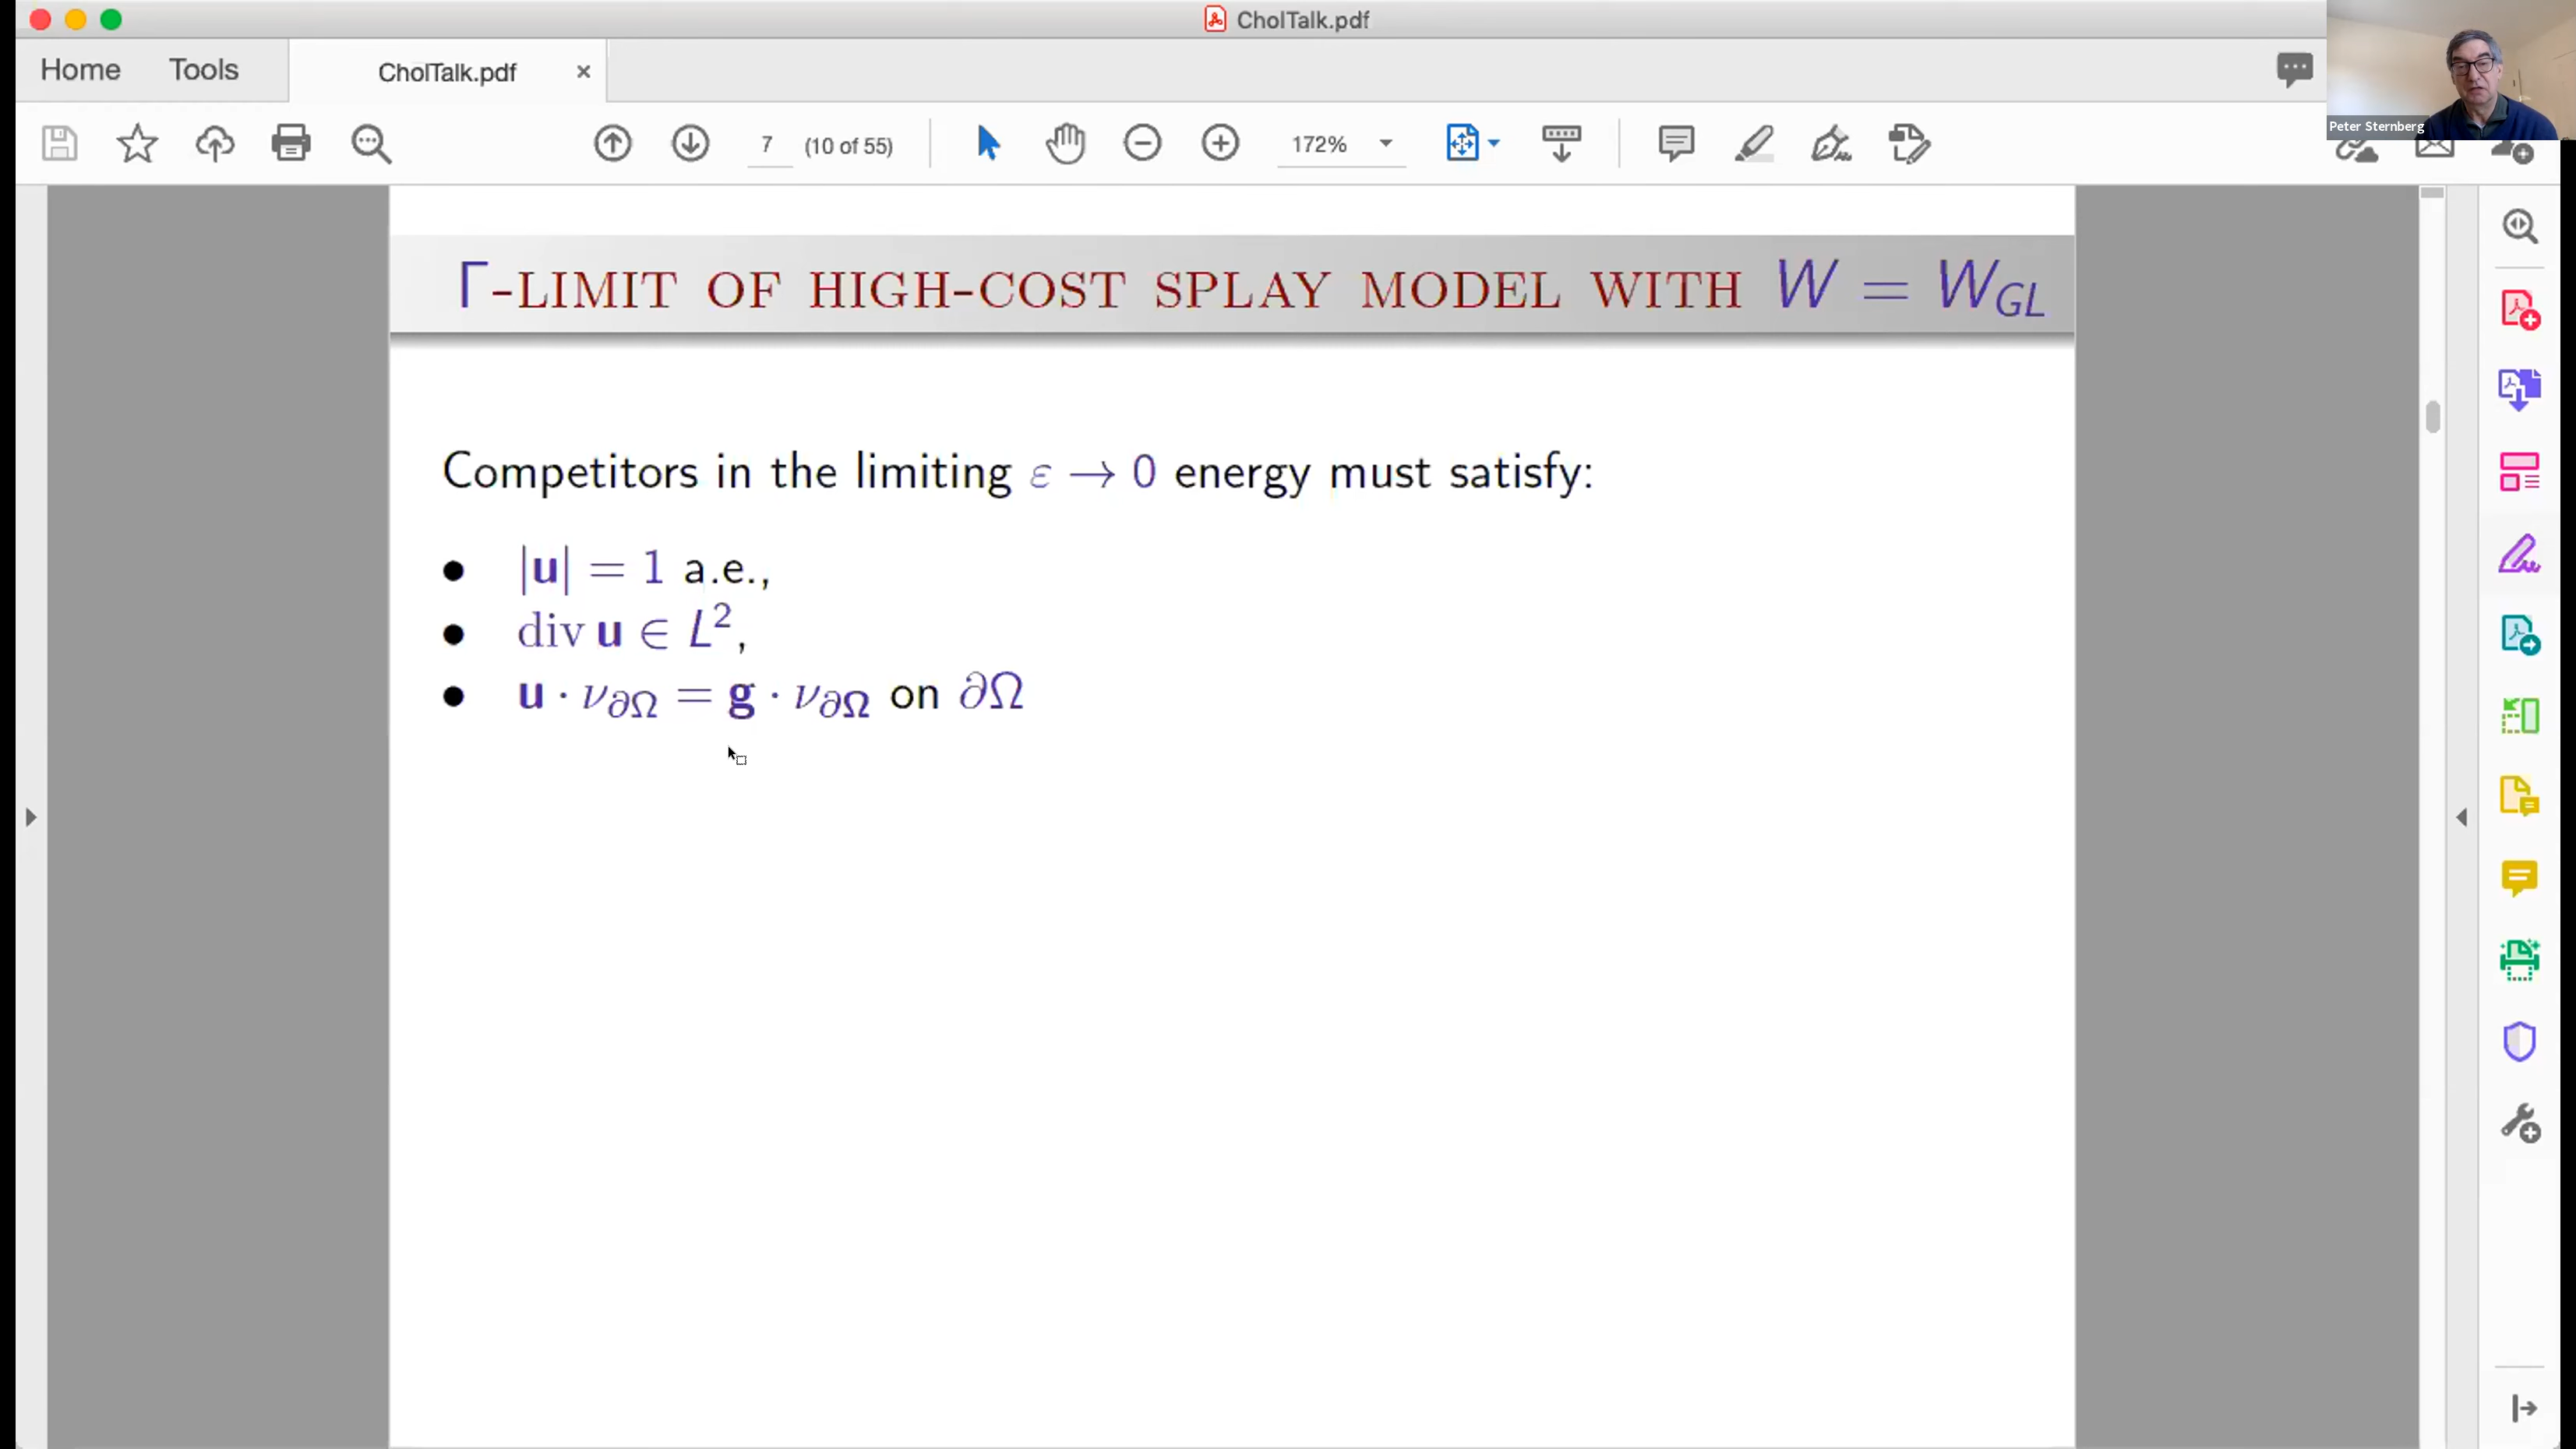 CholTalk.pdf
Home Tools CholTalk.pdf ×
7 (10 of 55) 172%
Peter Sternberg
Γ-LIMIT OF HIGH-COST SPLAY MODEL WITH W = W_GL
Competitors in the limiting ε → 0 energy must satisfy:
● |u| = 1 a.e.,
● div u ∈ L²,
● u · ν_∂Ω = g · ν_∂Ω on ∂Ω